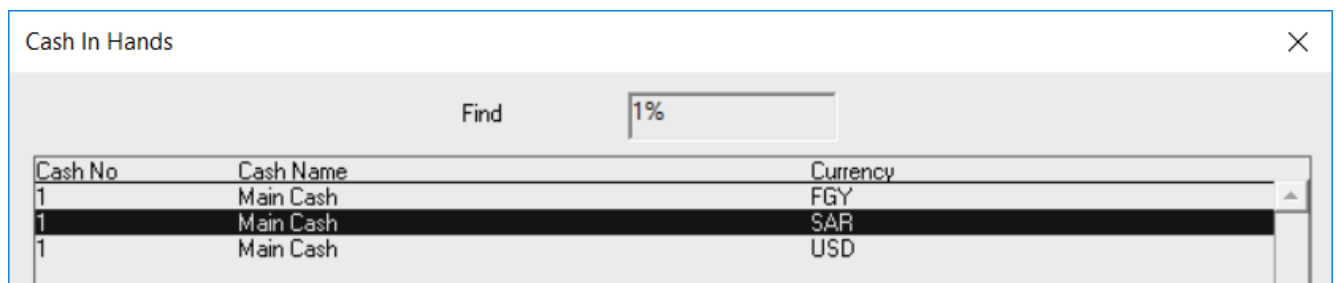 Cash In Hands
Find 1%
Cash No Cash Name Currency
1 Main Cash FGY
1 Main Cash SAR
1 Main Cash USD